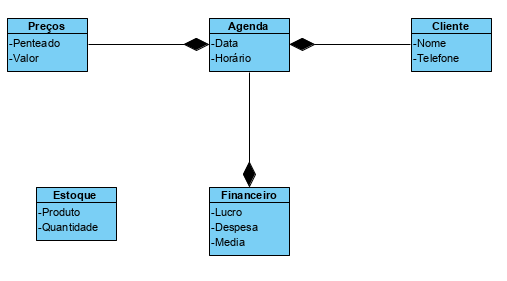 Preços
-Penteado
-Valor
Agenda
-Data
-Horário
Cliente
-Nome
-Telefone
Estoque
-Produto
-Quantidade
Financeiro
-Lucro
-Despesa
-Media